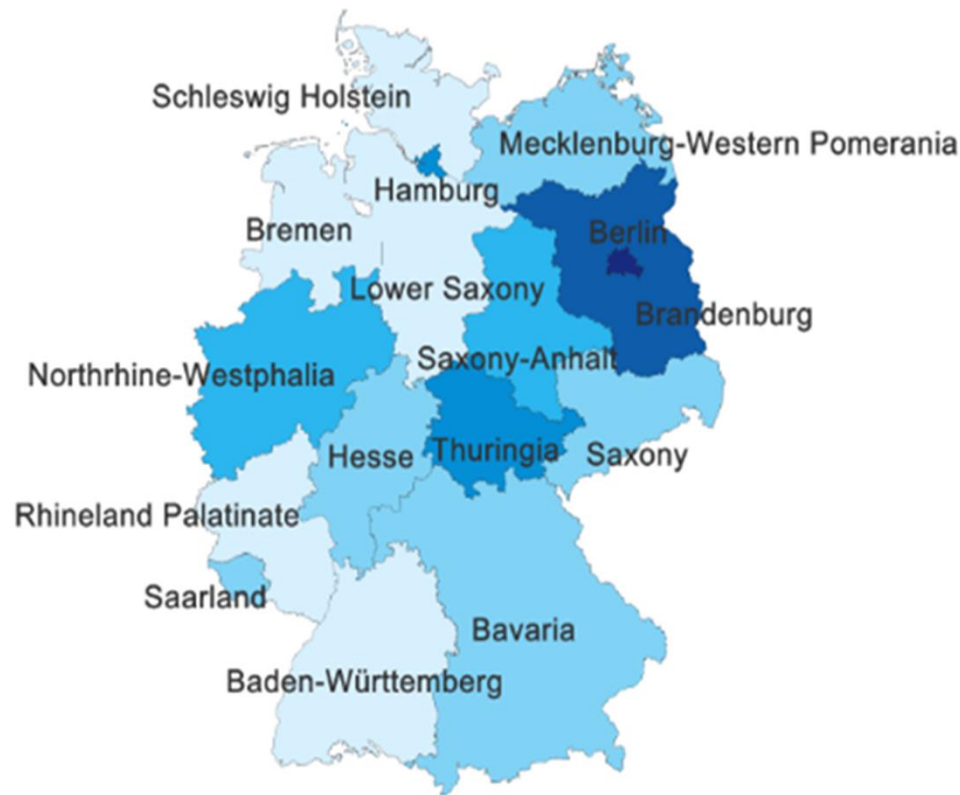 Schleswig Holstein
Mecklenburg-Western Pomerania
Hamburg
Bremen
Berlin
Lower Saxony
Brandenburg
Saxony-Anhalt
Northrhine-Westphalia
Hesse
Thuringia
Saxony
Rhineland Palatinate
Saarland
Bavaria
Baden-Württemberg